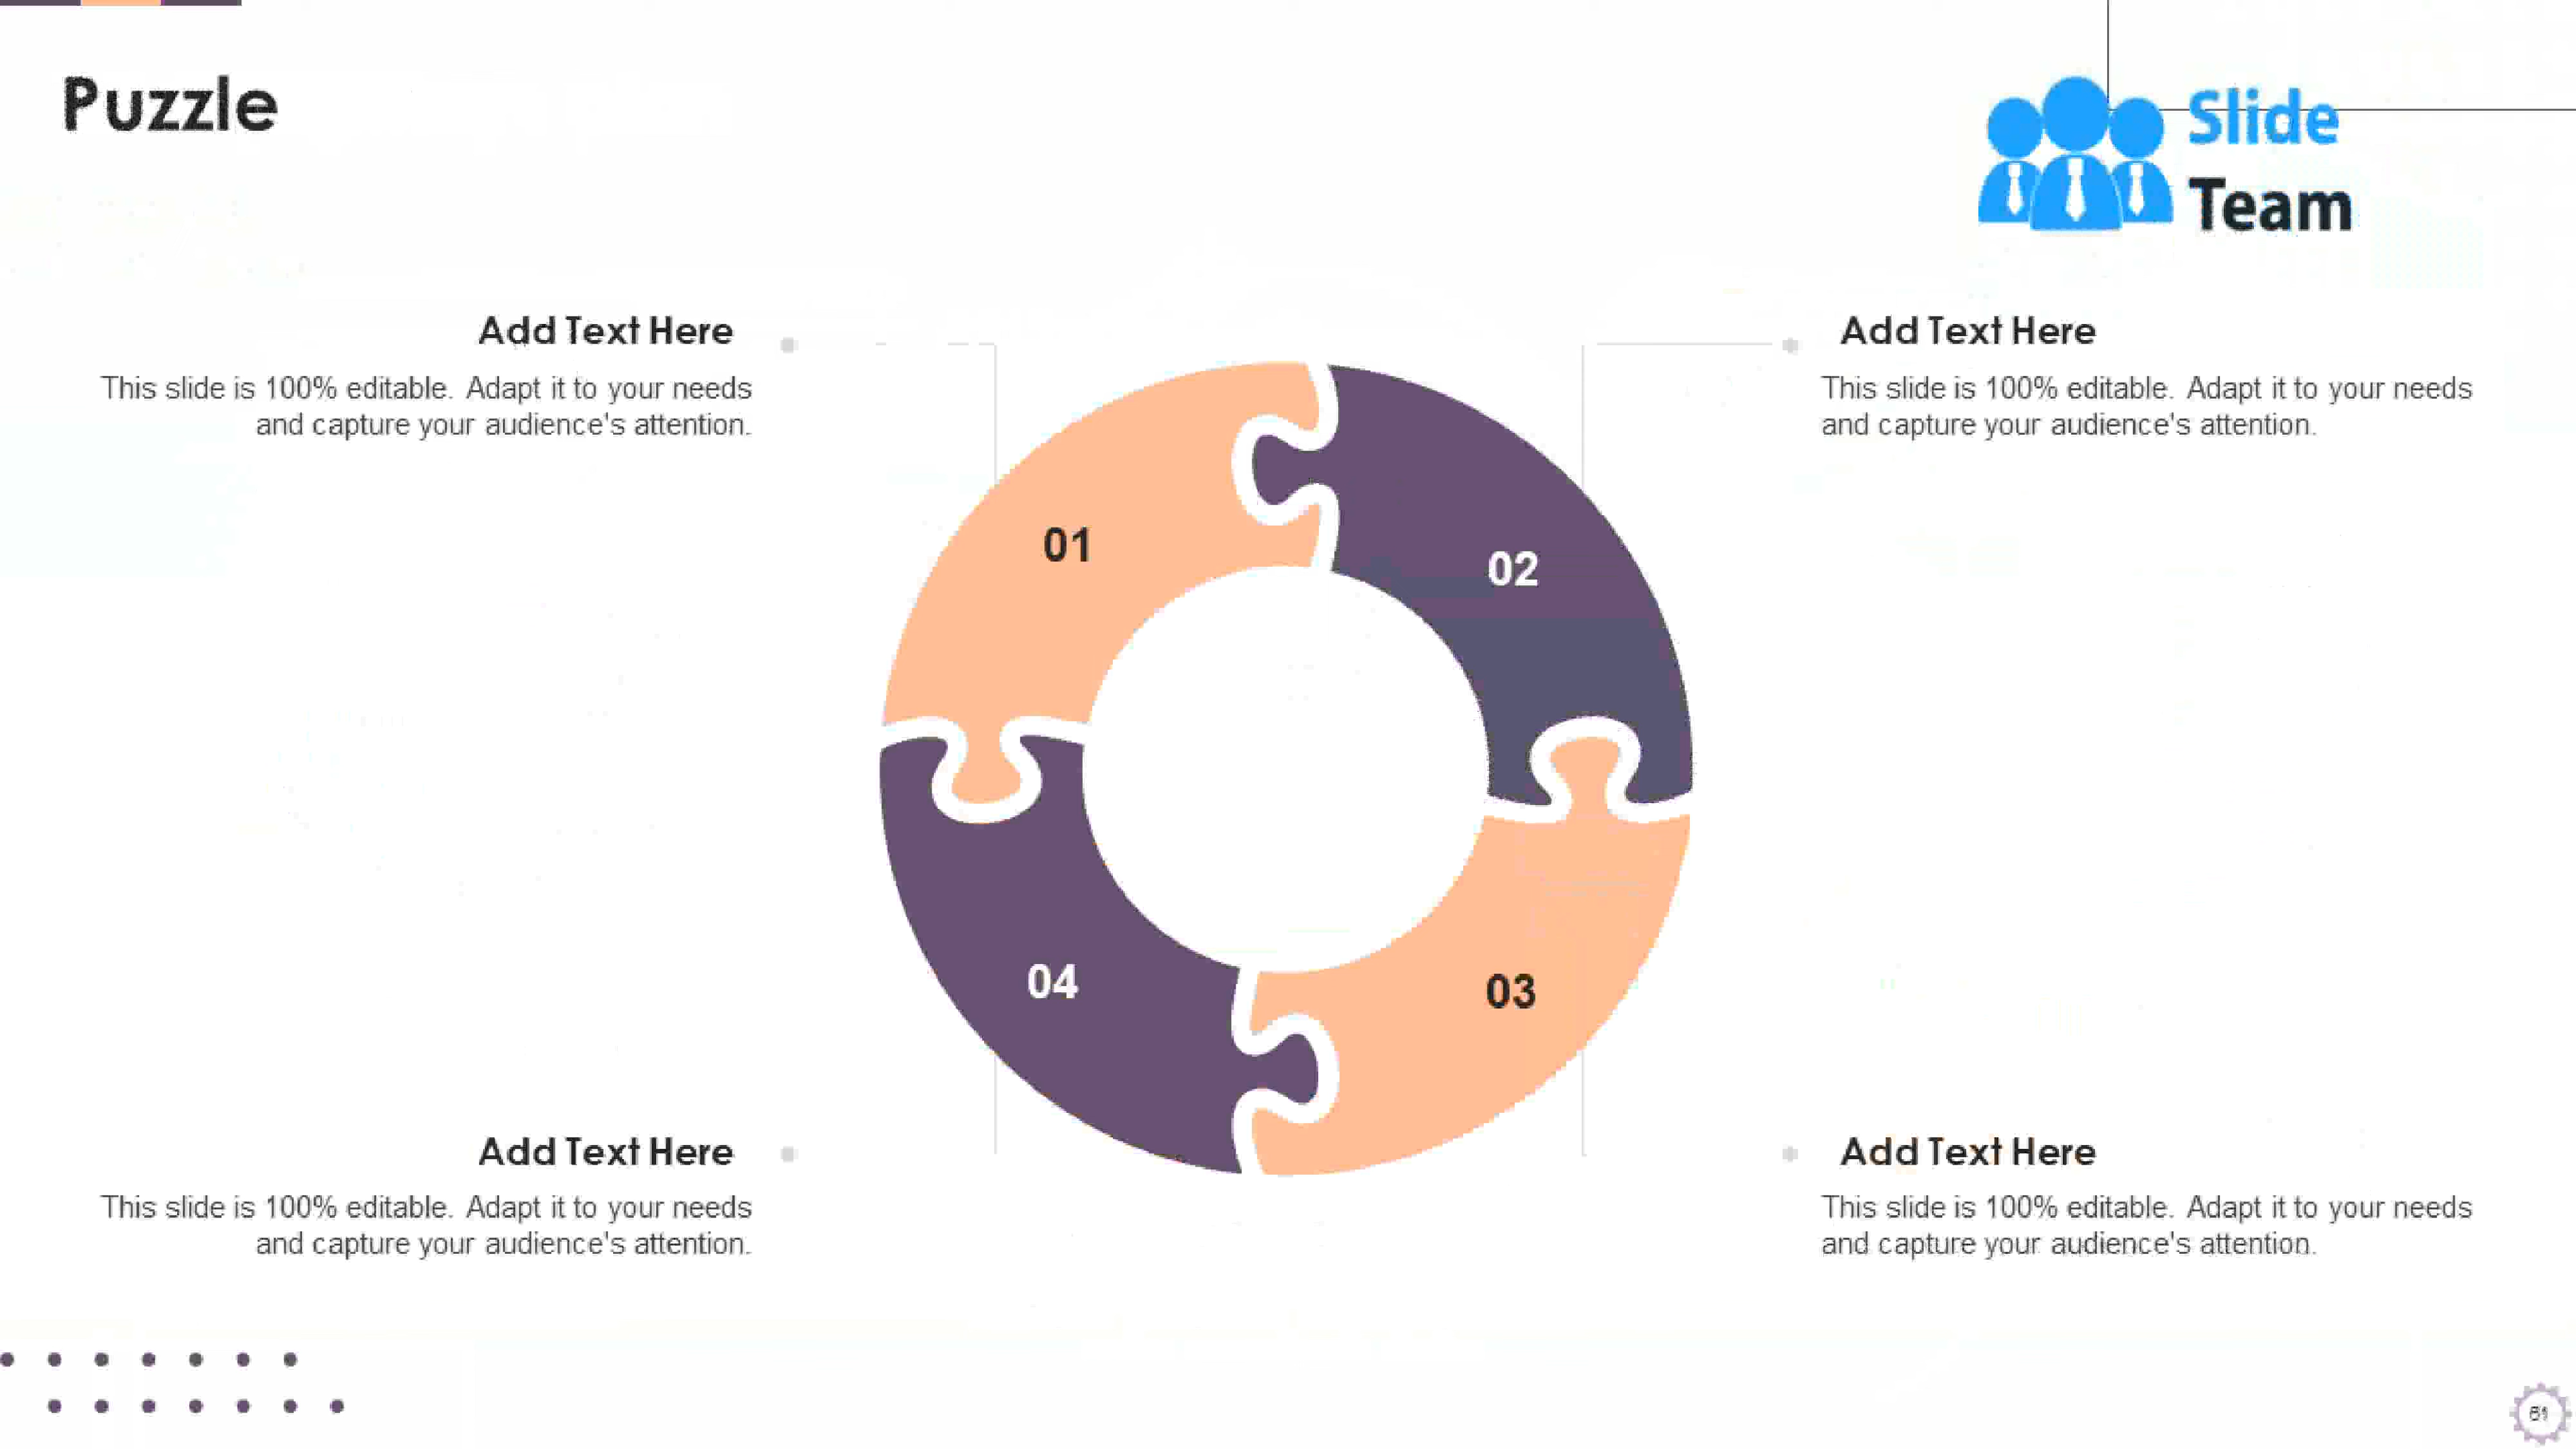 Puzzle
Slide
Team
Add Text Here
This slide is 100% editable. Adapt it to your needs
and capture your audience's attention.
Add Text Here
This slide is 100% editable. Adapt it to your needs
and capture your audience's attention.
01
02
04
03
Add Text Here
This slide is 100% editable. Adapt it to your needs
and capture your audience's attention.
Add Text Here
This slide is 100% editable. Adapt it to your needs
and capture your audience's attention.